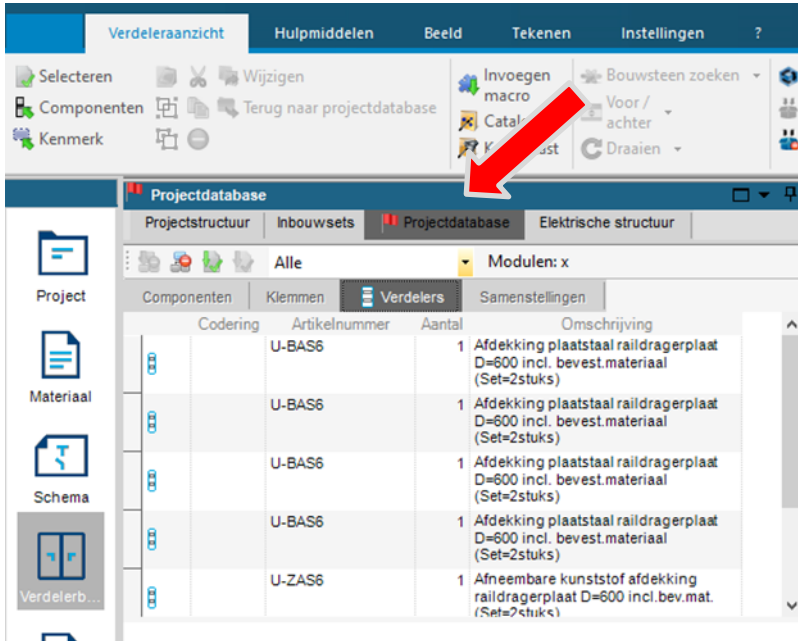 Verdeleraanzicht Hulpmiddelen Beeld Tekenen Instellingen ?
Selecteren
Componenten
Kenmerk
Wijzigen
Terug naar projectdatabase
Invoegen
macro
Bouwsteen zoeken
Voor /
achter
Draaien
Projectdatabase
Projectstructuur Inbouwsets Projectdatabase Elektrische structuur
Alle Modulen: x
Componenten Klemmen Verdelers Samenstellingen
Codering Artikelnummer Aantal Omschrijving
U-BAS6 1 Afdekking plaatstaal raildragerplaat
D=600 incl. bevest.materiaal
(Set=2stuks)
U-BAS6 1 Afdekking plaatstaal raildragerplaat
D=600 incl. bevest.materiaal
(Set=2stuks)
U-BAS6 1 Afdekking plaatstaal raildragerplaat
D=600 incl. bevest.materiaal
(Set=2stuks)
U-BAS6 1 Afdekking plaatstaal raildragerplaat
D=600 incl. bevest.materiaal
(Set=2stuks)
U-ZAS6 1 Afneembare kunststof afdekking
raildragerplaat D=600 incl.bev.mat.
(Set=2stuks)
Project
Materiaal
Schema
Verdelerb...